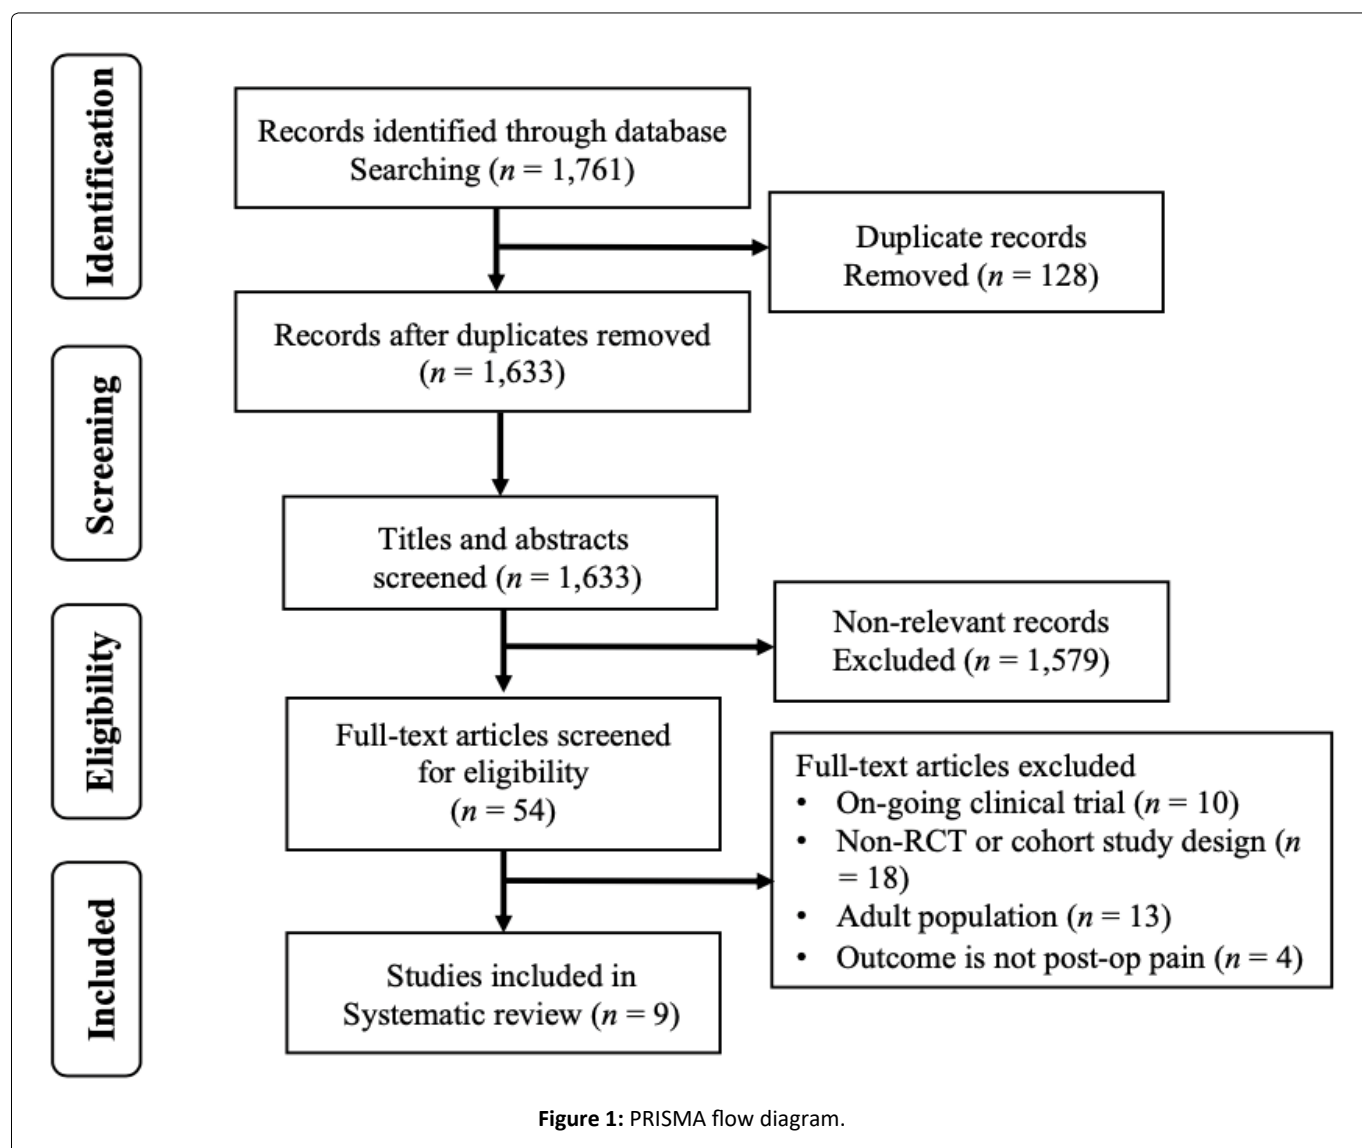 Identification
Records identified through database
Searching (n = 1,761)
Duplicate records
Removed (n = 128)
Records after duplicates removed
(n = 1,633)
Screening
Titles and abstracts
screened (n = 1,633)
Non-relevant records
Excluded (n = 1,579)
Eligibility
Full-text articles screened
for eligibility
(n = 54)
Full-text articles excluded
• On-going clinical trial (n = 10)
• Non-RCT or cohort study design (n
= 18)
• Adult population (n = 13)
• Outcome is not post-op pain (n = 4)
Included
Studies included in
Systematic review (n = 9)
Figure 1: PRISMA flow diagram.